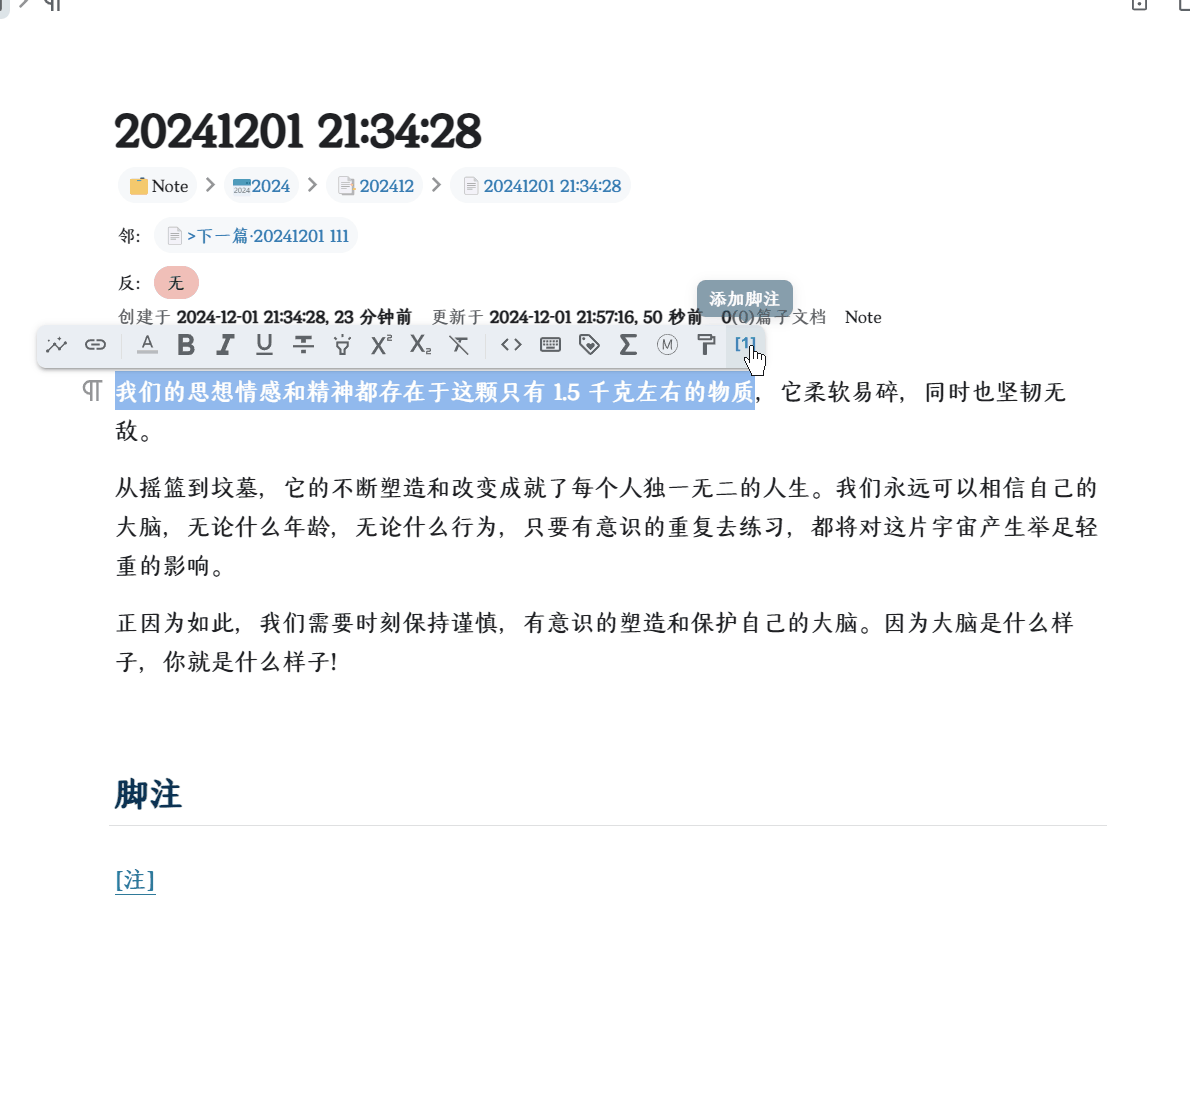 20241201 21:34:28
Note 2024 202412 20241201 21:34:28
邻: >下一篇·20241201 111
反: 无
添加脚注
创建于 2024-12-01 21:34:28, 23 分钟前 更新于 2024-12-01 21:57:16, 50 秒前 0(0)篇子文档 Note
[1]
我们的思想情感和精神都存在于这颗只有 1.5 千克左右的物质，它柔软易碎，同时也坚韧无
敌。
从摇篮到坟墓，它的不断塑造和改变成就了每个人独一无二的人生。我们永远可以相信自己的
大脑，无论什么年龄，无论什么行为，只要有意识的重复去练习，都将对这片宇宙产生举足轻
重的影响。
正因为如此，我们需要时刻保持谨慎，有意识的塑造和保护自己的大脑。因为大脑是什么样
子，你就是什么样子!
脚注
[注]